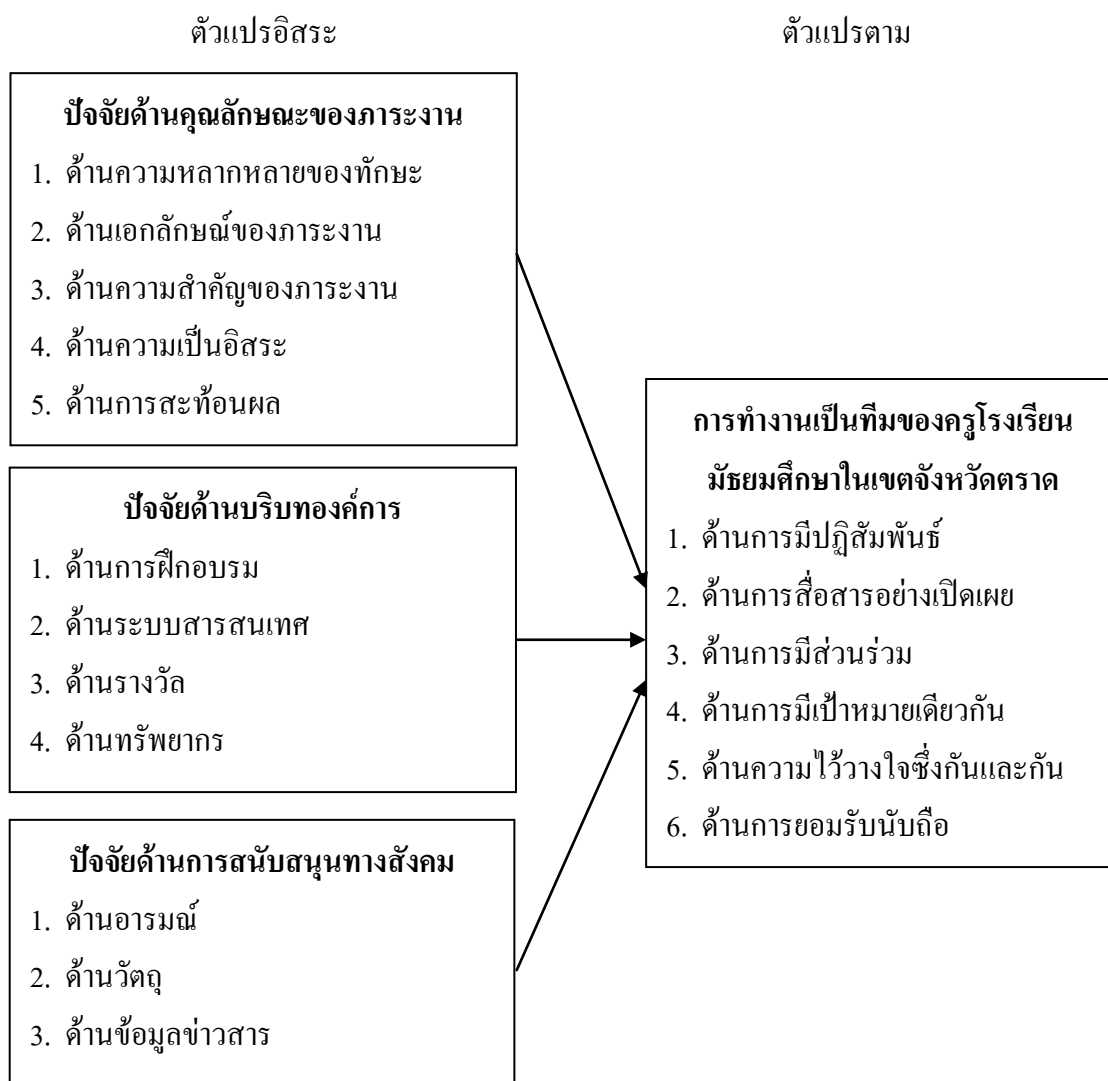 ตัวแปรอิสระ
ตัวแปรตาม
ปัจจัยด้านคุณลักษณะของภาระงาน
1. ด้านความหลากหลายของทักษะ
2. ด้านเอกลักษณ์ของภาระงาน
3. ด้านความสำคัญของภาระงาน
4. ด้านความเป็นอิสระ
5. ด้านการสะท้อนผล
ปัจจัยด้านบริบทองค์การ
1. ด้านการฝึกอบรม
2. ด้านระบบสารสนเทศ
3. ด้านรางวัล
4. ด้านทรัพยากร
ปัจจัยด้านการสนับสนุนทางสังคม
1. ด้านอารมณ์
2. ด้านวัตถุ
3. ด้านข้อมูลข่าวสาร
การทำงานเป็นทีมของครูโรงเรียน
มัธยมศึกษาในเขตจังหวัดตราด
1. ด้านการมีปฏิสัมพันธ์
2. ด้านการสื่อสารอย่างเปิดเผย
3. ด้านการมีส่วนร่วม
4. ด้านการมีเป้าหมายเดียวกัน
5. ด้านความไว้วางใจซึ่งกันและกัน
6. ด้านการยอมรับนับถือ